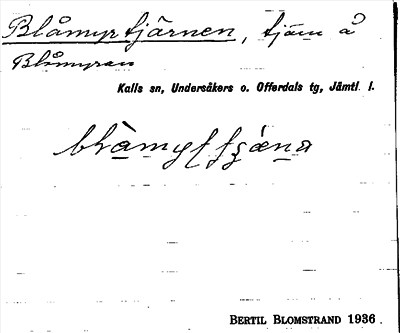 Blåmyrtjärnen, tjärn å
Blåmyran
Kalls sn, Undersåkers o. Offerdals tg, Jämtl. l.
BERTIL BLOMSTRAND 1936.